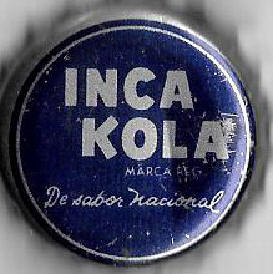 INCA
KOLA
MARCA REG.
De sabor nacional